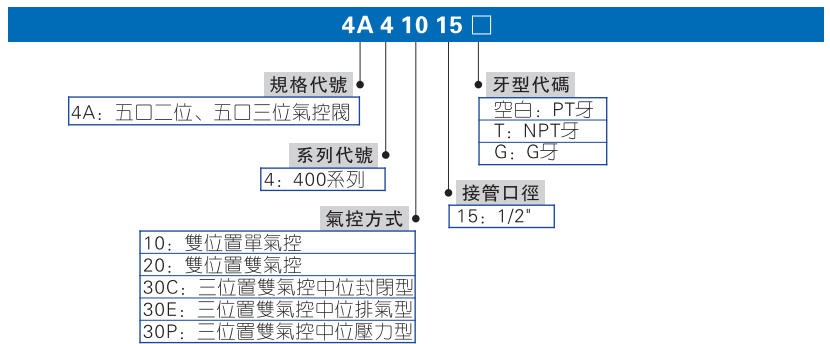 4A 4 10 15 □
規格代號
4A：五口二位、五口三位氣控閥
系列代號
4：400系列
氣控方式
10：雙位置單氣控
20：雙位置雙氣控
30C：三位置雙氣控中位封閉型
30E：三位置雙氣控中位排氣型
30P：三位置雙氣控中位壓力型
牙型代碼
空白：PT牙
T：NPT牙
G：G牙
接管口徑
15：1/2"